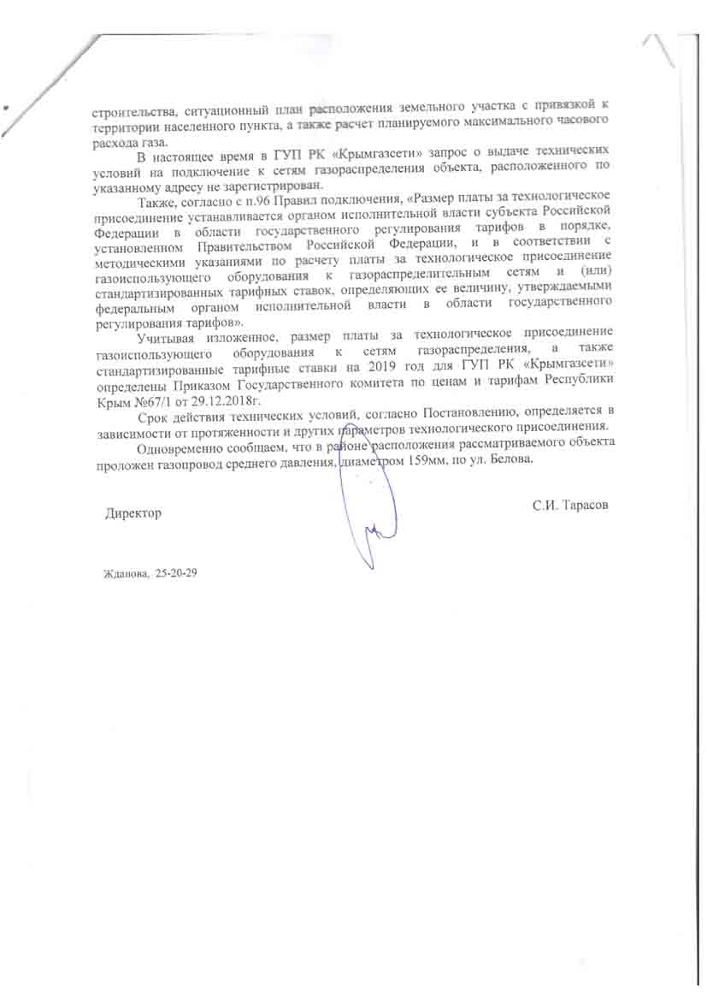 строительства, ситуационный план расположения земельного участка с привязкой к
территории населенного пункта, а также расчет планируемого максимального часового
расхода газа.
В настоящее время в ГУП РК «Крымгазсети» запрос о выдаче технических
условий на подключение к сетям газораспределения объекта, расположенного по
указанному адресу не зарегистрирован.
Также, согласно с п.96 Правил подключения, «Размер платы за технологическое
присоединение устанавливается органом исполнительной власти субъекта Российской
Федерации в области государственного регулирования тарифов в порядке,
установленном Правительством Российской Федерации, и в соответствии с
методическими указаниями по расчету платы за технологическое присоединение
газоиспользующего оборудования к газораспределительным сетям и (или)
стандартизированных тарифных ставок, определяющих ее величину, утверждаемыми
федеральным органом исполнительной власти в области государственного
регулирования тарифов».
Учитывая изложенное, размер платы за технологическое присоединение
газоиспользующего оборудования к сетям газораспределения, а также
стандартизированные тарифные ставки на 2019 год для ГУП РК «Крымгазсети»
определены Приказом Государственного комитета по ценам и тарифам Республики
Крым №67/1 от 29.12.2018г.
Срок действия технических условий, согласно Постановлению, определяется в
зависимости от протяженности и других параметров технологического присоединения.
Одновременно сообщаем, что в районе расположения рассматриваемого объекта
проложен газопровод среднего давления, диаметром 159мм, по ул. Белова.
Директор С.И. Тарасов
Жданова, 25-20-29